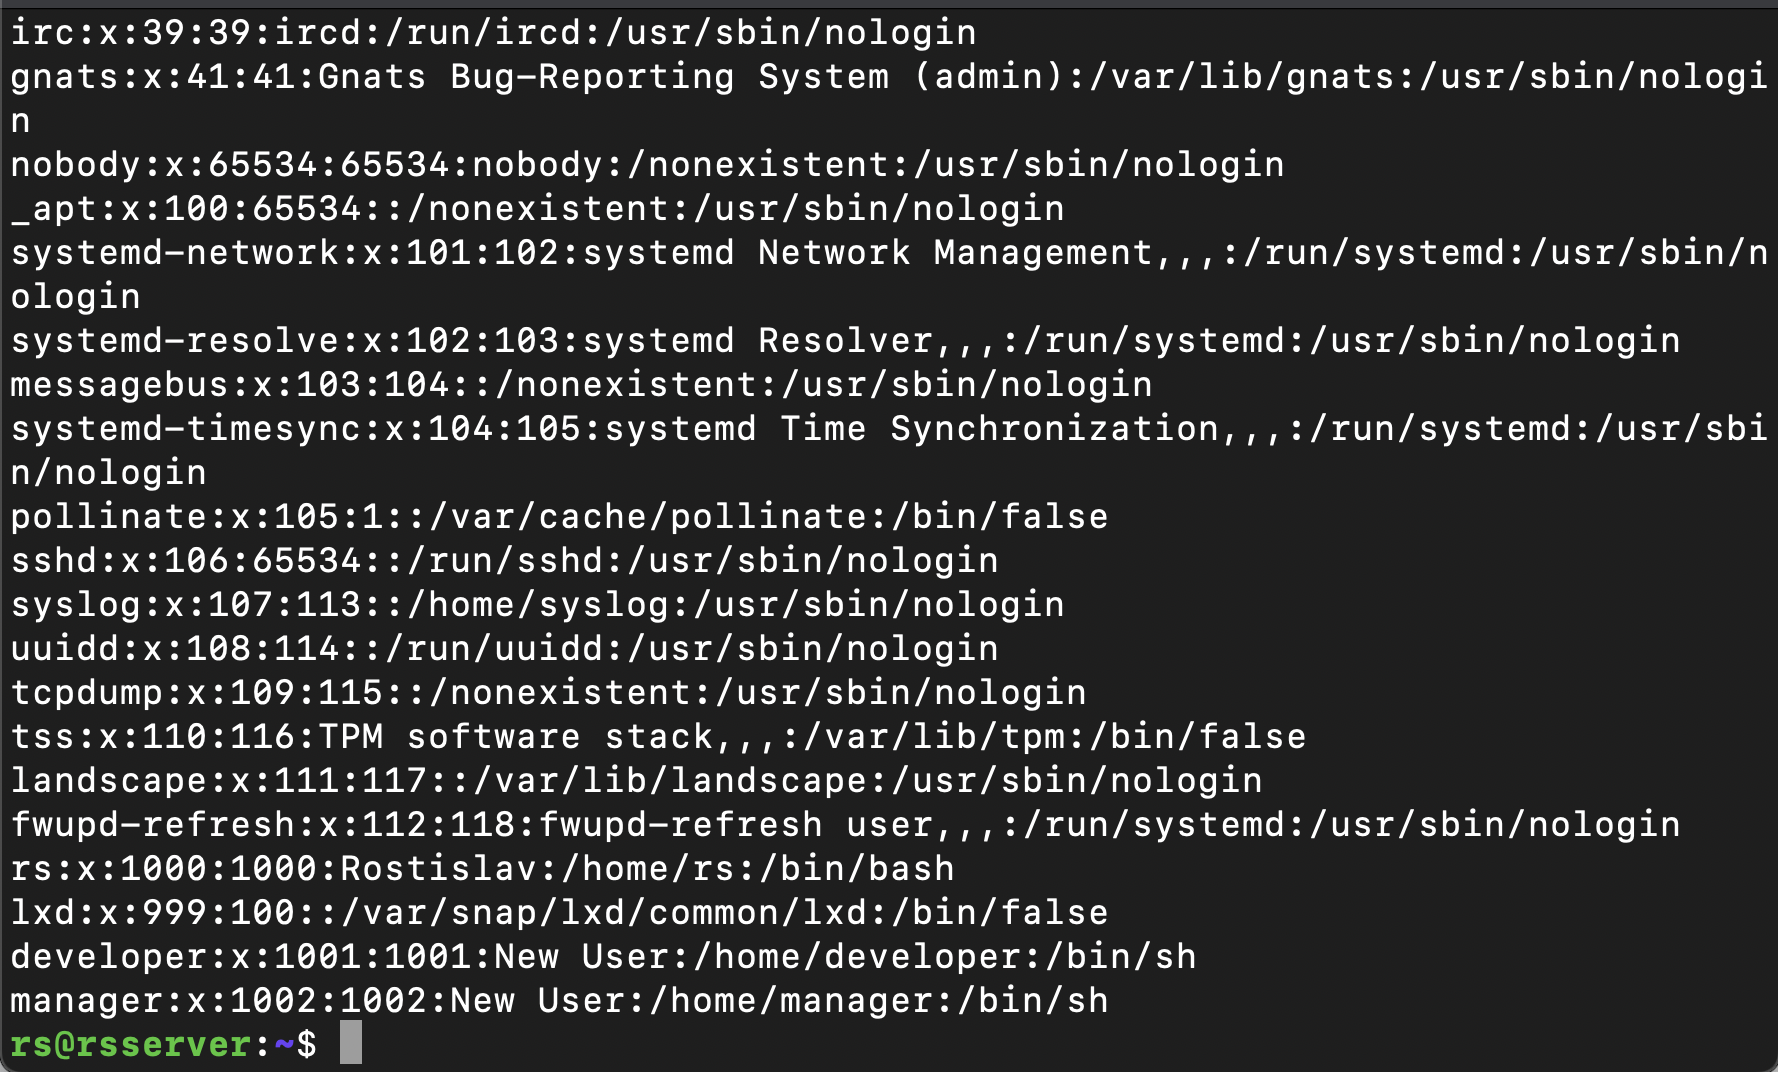 irc:x:39:39:ircd:/run/ircd:/usr/sbin/nologin
gnats:x:41:41:Gnats Bug-Reporting System (admin):/var/lib/gnats:/usr/sbin/nologi
n
nobody:x:65534:65534:nobody:/nonexistent:/usr/sbin/nologin
_apt:x:100:65534::/nonexistent:/usr/sbin/nologin
systemd-network:x:101:102:systemd Network Management,,,:/run/systemd:/usr/sbin/n
ologin
systemd-resolve:x:102:103:systemd Resolver,,,:/run/systemd:/usr/sbin/nologin
messagebus:x:103:104::/nonexistent:/usr/sbin/nologin
systemd-timesync:x:104:105:systemd Time Synchronization,,,:/run/systemd:/usr/sbi
n/nologin
pollinate:x:105:1::/var/cache/pollinate:/bin/false
sshd:x:106:65534::/run/sshd:/usr/sbin/nologin
syslog:x:107:113::/home/syslog:/usr/sbin/nologin
uuidd:x:108:114::/run/uuidd:/usr/sbin/nologin
tcpdump:x:109:115::/nonexistent:/usr/sbin/nologin
tss:x:110:116:TPM software stack,,,:/var/lib/tpm:/bin/false
landscape:x:111:117::/var/lib/landscape:/usr/sbin/nologin
fwupd-refresh:x:112:118:fwupd-refresh user,,,:/run/systemd:/usr/sbin/nologin
rs:x:1000:1000:Rostislav:/home/rs:/bin/bash
lxd:x:999:100::/var/snap/lxd/common/lxd:/bin/false
developer:x:1001:1001:New User:/home/developer:/bin/sh
manager:x:1002:1002:New User:/home/manager:/bin/sh
rs@rsserver:~$